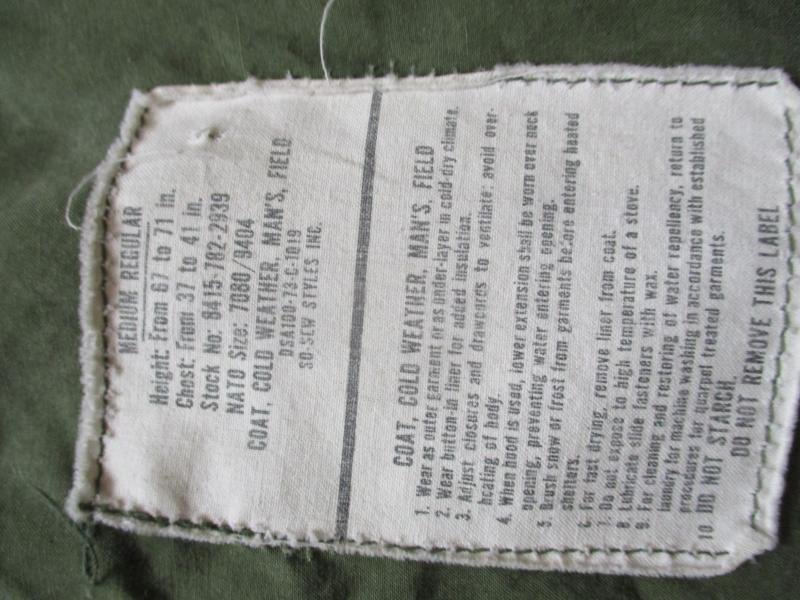 MEDIUM REGULAR
Height: From 67 to 71 in.
Chest: From 37 to 41 in.
Stock No: 8415-782-2939
NATO Size: 7080/9404
COAT, COLD WEATHER, MAN'S, FIELD
DSA100-73-C-1019
SO-SEW STYLES INC.
COAT, COLD WEATHER, MAN'S, FIELD
1. Wear as outer garment or as under-layer in cold-dry climate.
2. Wear button-in liner for added insulation.
3. Adjust closures and drawcords to ventilate; avoid over-
heating of body.
4. When hood is used, lower extension shall be worn over neck
opening, preventing water entering opening.
5. Brush snow or frost from garments before entering heated
shelters.
6. For fast drying, remove liner from coat.
7. Do not expose to high temperature of a stove.
8. Lubricate slide fasteners with wax.
9. For cleaning and restoring of water repellency, return to
laundry for machine washing in accordance with established
procedures for quarpel treated garments.
10. DO NOT STARCH.
DO NOT REMOVE THIS LABEL